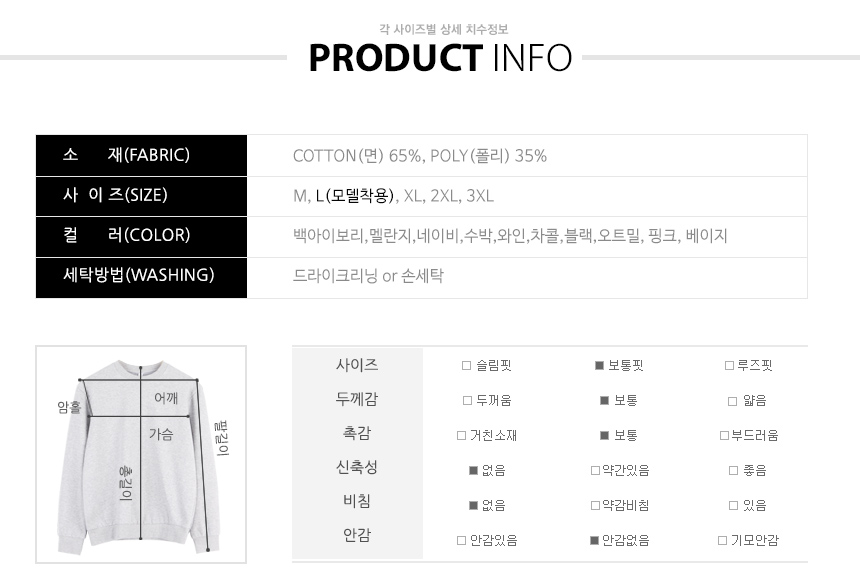 각 사이즈별 상세 치수정보
PRODUCT INFO
소 재(FABRIC) COTTON(면) 65%, POLY(폴리) 35%
사 이 즈(SIZE) M, L(모델착용), XL, 2XL, 3XL
컬 러(COLOR) 백아이보리,멜란지,네이비,수박,와인,차콜,블랙,오트밀, 핑크, 베이지
세탁방법(WASHING) 드라이크리닝 or 손세탁
어깨
암홀
가슴
팔길이
총길이
사이즈 □ 슬림핏 ■ 보통핏 □ 루즈핏
두께감 □ 두꺼움 ■ 보통 □ 얇음
촉감 □ 거친소재 ■ 보통 □ 부드러움
신축성 ■ 없음 □ 약간있음 □ 좋음
비침 ■ 없음 □ 약감비침 □ 있음
안감 □ 안감있음 ■ 안감없음 □ 기모안감